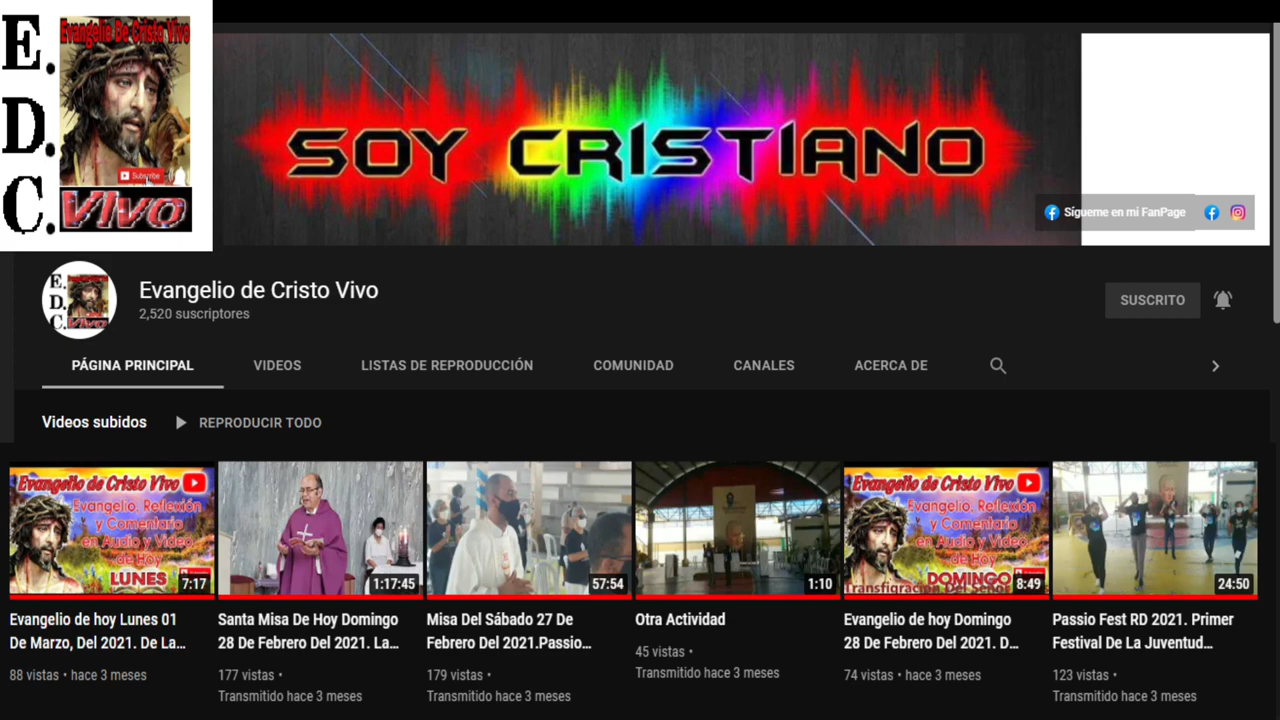 E.
D.
C.
Evangelio De Cristo Vivo
Subscribe
Vivo
SOY CRISTIANO
Sígueme en mi FanPage
E.
D.
C.
Vivo
Evangelio de Cristo Vivo
2,520 suscriptores
SUSCRITO
PÁGINA PRINCIPAL
VIDEOS
LISTAS DE REPRODUCCIÓN
COMUNIDAD
CANALES
ACERCA DE
Videos subidos
REPRODUCIR TODO
Evangelio de Cristo Vivo
Evangelio, Reflexión
y Comentario
en Audio y Video
de Hoy
LUNES
7:17
1:17:45
57:54
1:10
Evangelio de Cristo Vivo
Evangelio, Reflexión
y Comentario
en Audio y Video
de Hoy
DOMINGO
Transfigración Del Señor
8:49
24:50
Evangelio de hoy Lunes 01
De Marzo, Del 2021. De La...
88 vistas • hace 3 meses
Santa Misa De Hoy Domingo
28 De Febrero Del 2021. La...
177 vistas •
Transmitido hace 3 meses
Misa Del Sábado 27 De
Febrero Del 2021.Passio...
179 vistas •
Transmitido hace 3 meses
Otra Actividad
45 vistas •
Transmitido hace 3 meses
Evangelio de hoy Domingo
28 De Febrero Del 2021. D...
74 vistas • hace 3 meses
Passio Fest RD 2021. Primer
Festival De La Juventud...
123 vistas •
Transmitido hace 3 meses